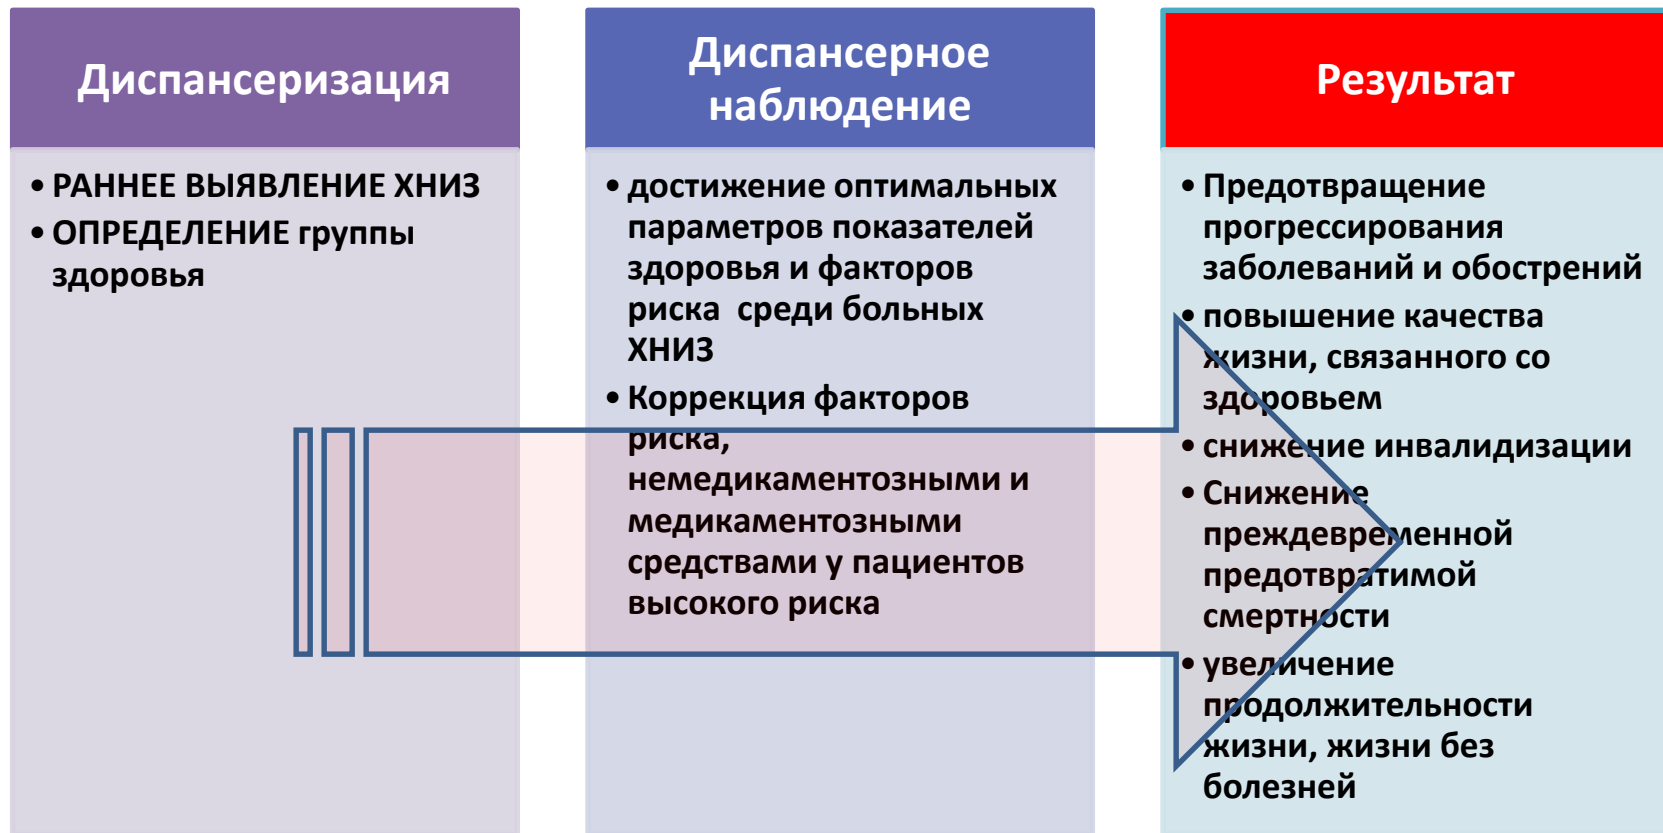 Диспансеризация
• РАННЕЕ ВЫЯВЛЕНИЕ ХНИЗ
• ОПРЕДЕЛЕНИЕ группы
здоровья
Диспансерное
наблюдение
• достижение оптимальных
параметров показателей
здоровья и факторов
риска среди больных
ХНИЗ
• Коррекция факторов
риска,
немедикаментозными и
медикаментозными
средствами у пациентов
высокого риска
Результат
• Предотвращение
прогрессирования
заболеваний и обострений
• повышение качества
жизни, связанного со
здоровьем
• снижение инвалидизации
• Снижение
преждевременной
предотвратимой
смертности
• увеличение
продолжительности
жизни, жизни без
болезней